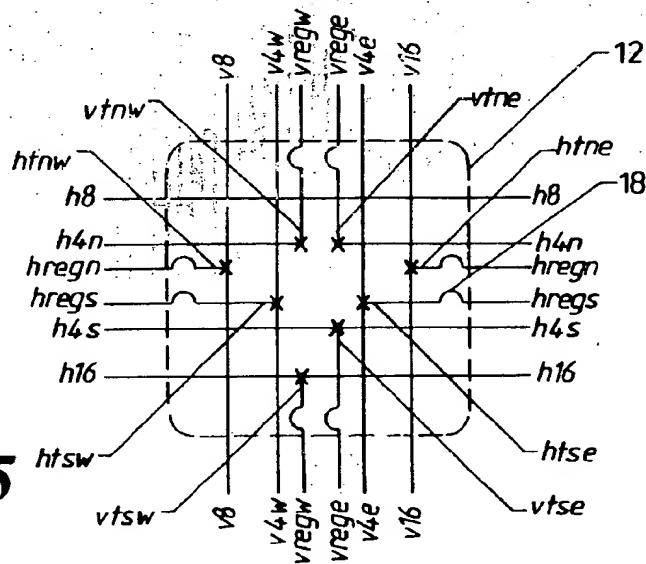 v8 v4w vregw vrege v4e v16
12
vtnw vtne
htnw htne
h8 h8
18
h4n h4n
hregn hregn
hregs hregs
h4s h4s
h16 h16
5
htsw htse
vtsw vtse
v8 v4w vregw vrege v4e v16